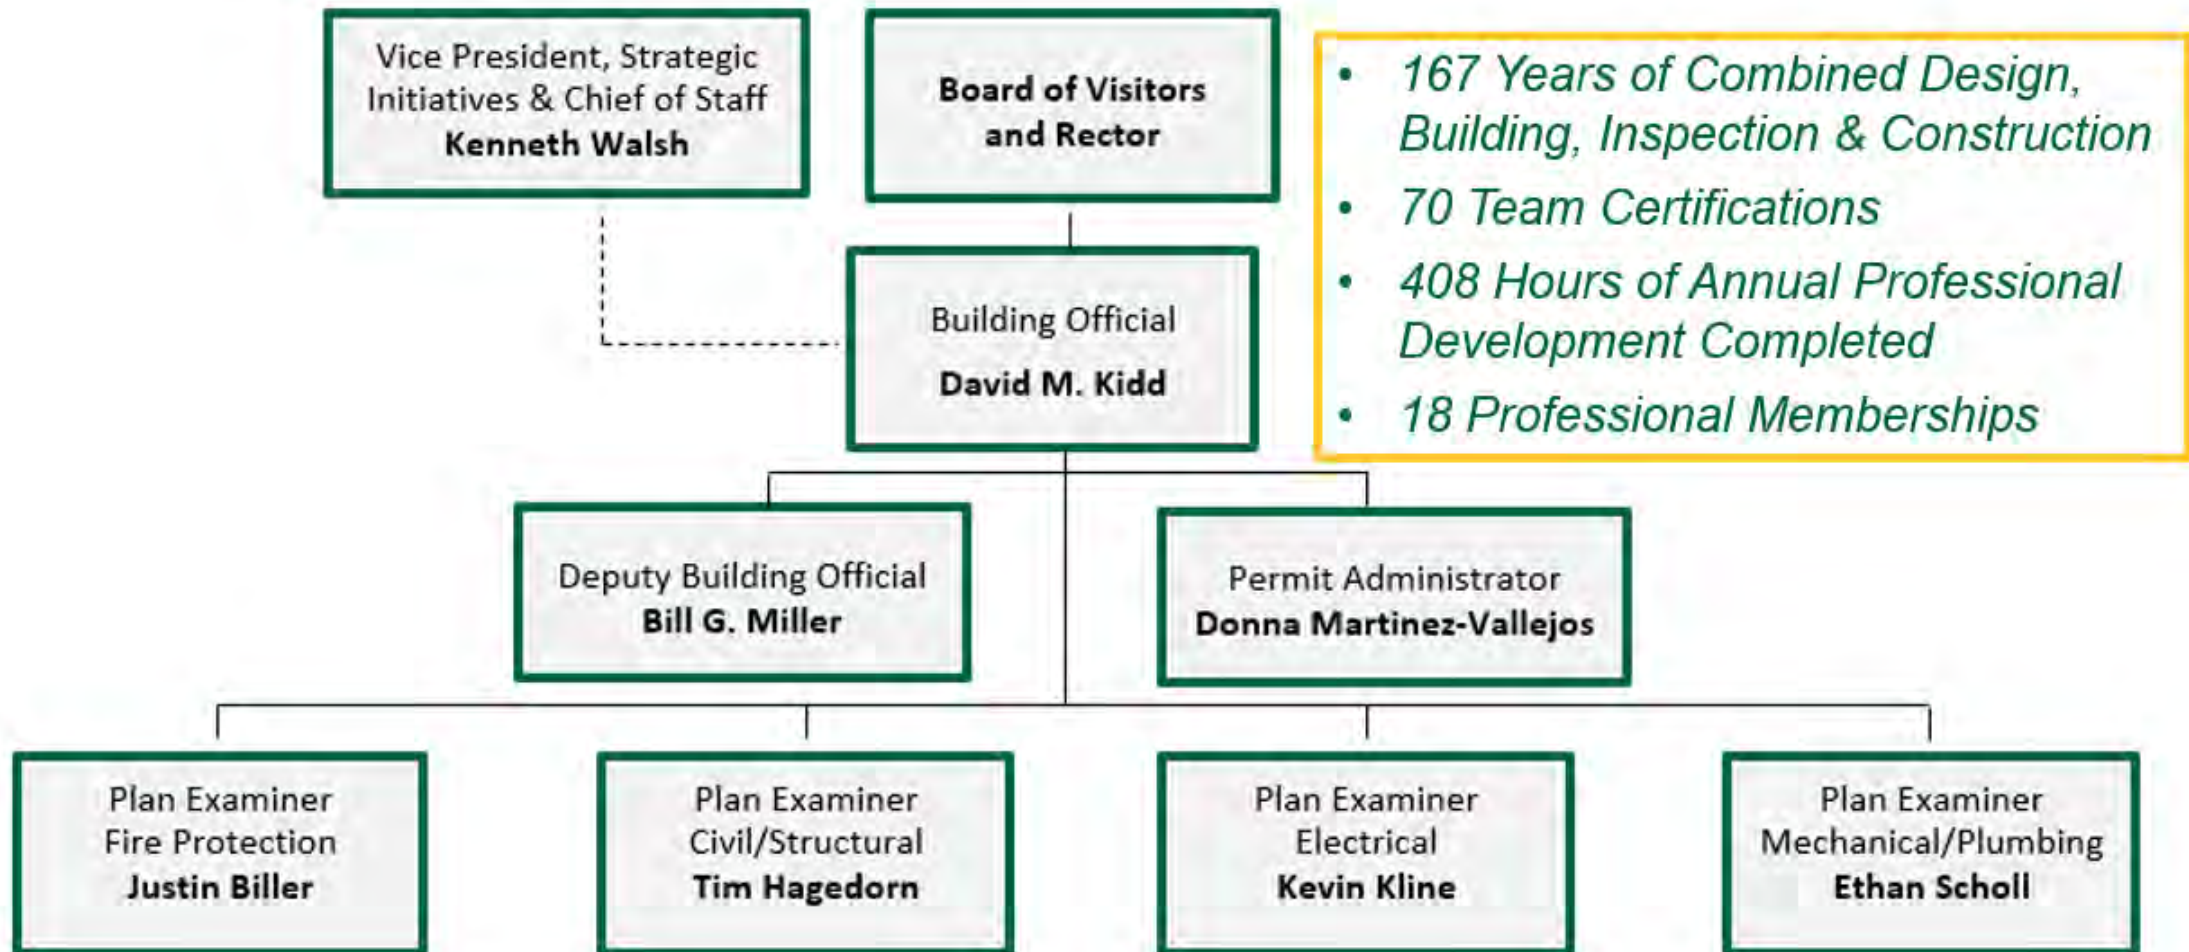 Vice President, Strategic
Initiatives & Chief of Staff
Kenneth Walsh
Board of Visitors
and Rector
• 167 Years of Combined Design,
Building, Inspection & Construction
• 70 Team Certifications
• 408 Hours of Annual Professional
Development Completed
• 18 Professional Memberships
Building Official
David M. Kidd
Deputy Building Official
Bill G. Miller
Permit Administrator
Donna Martinez-Vallejos
Plan Examiner
Fire Protection
Justin Biller
Plan Examiner
Civil/Structural
Tim Hagedorn
Plan Examiner
Electrical
Kevin Kline
Plan Examiner
Mechanical/Plumbing
Ethan Scholl